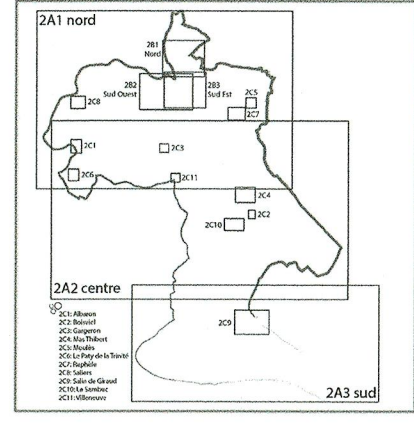 2A1 nord
2B1
Nord
2B2
Sud Ouest
2B3
Sud Est
2C5
2C7
2C8
2C1
2C3
2C6
2C11
2C4
2C2
2C10
2A2 centre
2C1: Albaron
2C2: Boisviel
2C3: Gargeron
2C4: Mas Thibert
2C5: Moulès
2C6: Le Paty de la Trinité
2C7: Raphèle
2C8: Saliers
2C9: Salin de Giraud
2C10: Le Sambuc
2C11: Villeneuve
2C9
2A3 sud